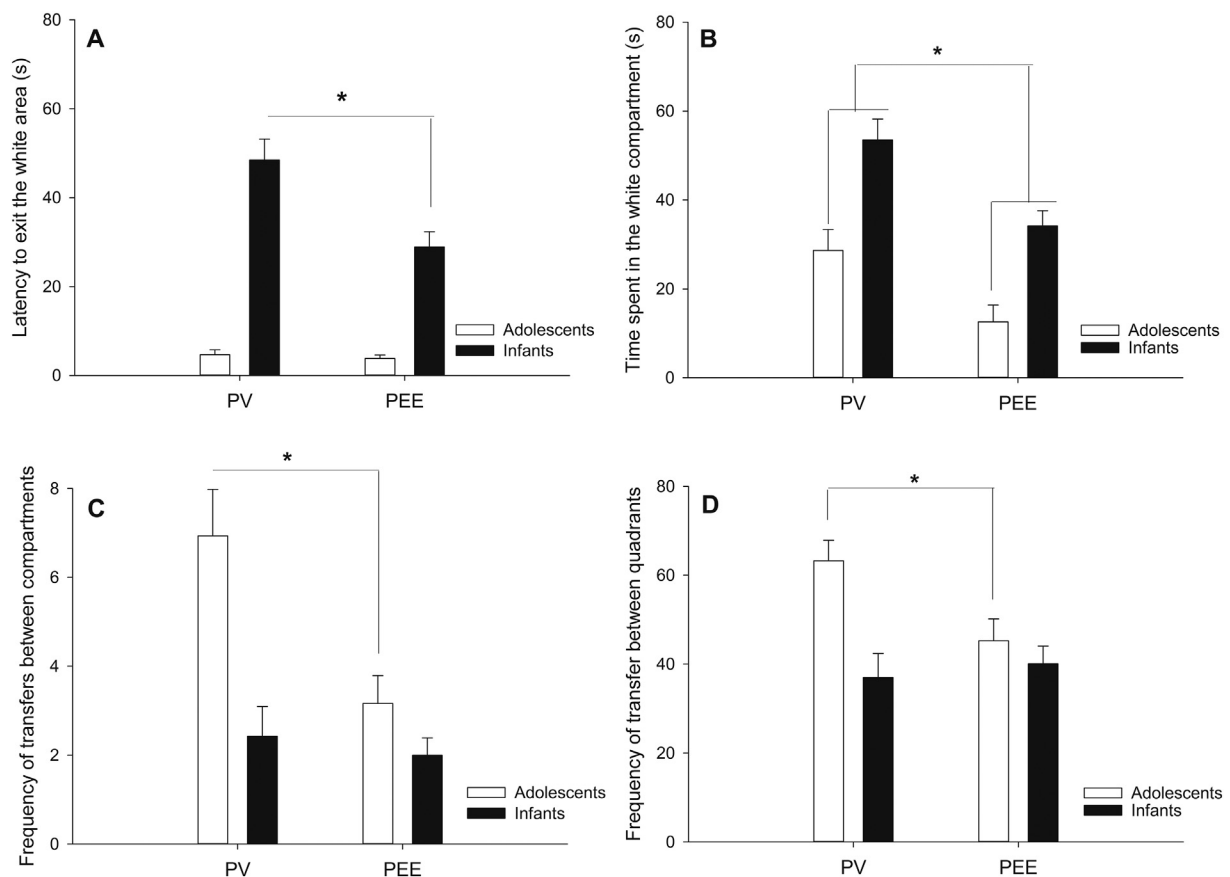 A
Latency to exit the white area (s)
80
60
40
20
0
*
Adolescents
Infants
PV
PEE
B
Time spent in the white compartment (s)
80
60
40
20
0
*
Adolescents
Infants
PV
PEE
C
Frequency of transfers between compartments
8
6
4
2
0
*
Adolescents
Infants
PV
PEE
D
Frequency of transfer between quadrants
80
60
40
20
0
*
Adolescents
Infants
PV
PEE